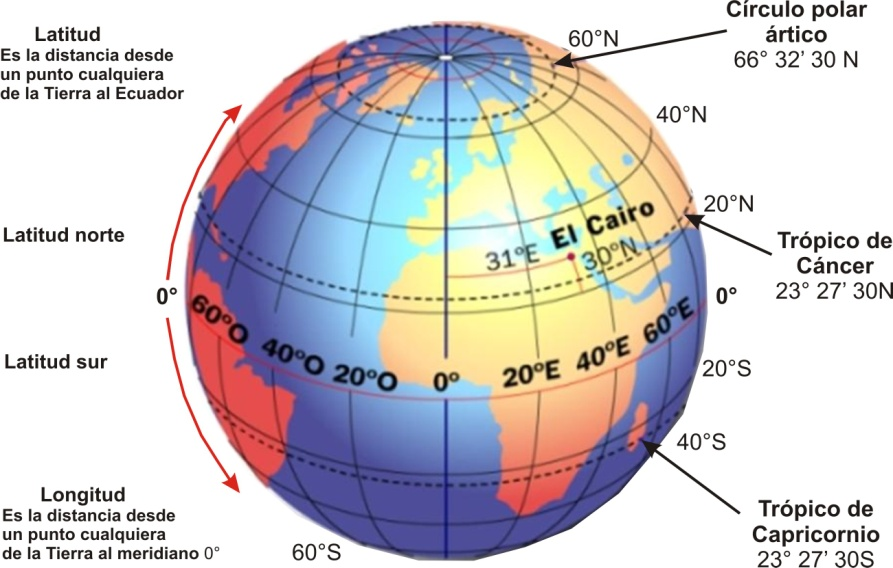 Latitud
Es la distancia desde
un punto cualquiera
de la Tierra al Ecuador
Círculo polar
ártico
66° 32’ 30 N
60°N
40°N
20°N
Trópico de
Cáncer
23° 27’ 30N
Latitud norte
El Cairo
31°E
30°N
0°
0°
60°O
40°O
20°O
0°
20°E
40°E
60°E
Latitud sur
20°S
40°S
Trópico de
Capricornio
23° 27’ 30S
Longitud
Es la distancia desde
un punto cualquiera
de la Tierra al meridiano 0°
60°S